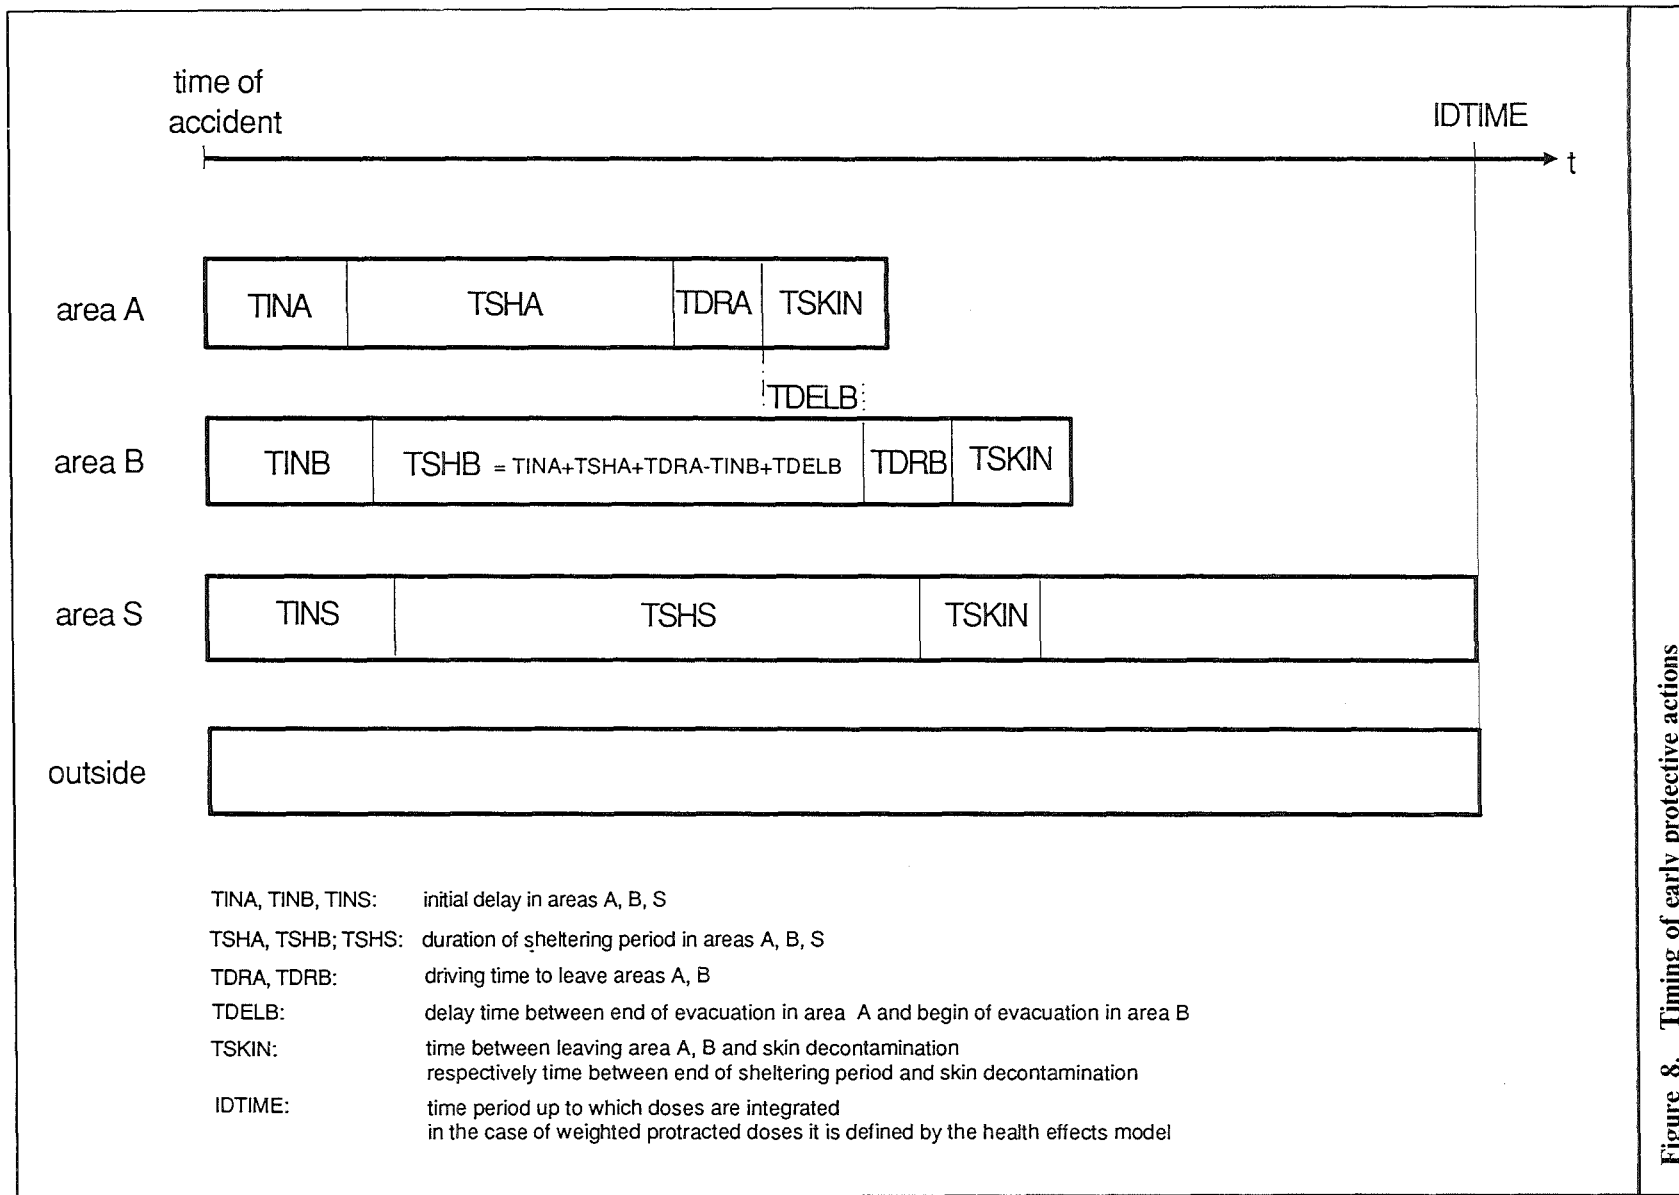 time of
accident
IDTIME
t
area A
TINA
TSHA
TDRA
TSKIN
TDELB
area B
TINB
TSHB = TINA+TSHA+TDRA-TINB+TDELB
TDRB
TSKIN
area S
TINS
TSHS
TSKIN
outside
TINA, TINB, TINS: initial delay in areas A, B, S
TSHA, TSHB; TSHS: duration of sheltering period in areas A, B, S
TDRA, TDRB: driving time to leave areas A, B
TDELB: delay time between end of evacuation in area A and begin of evacuation in area B
TSKIN: time between leaving area A, B and skin decontamination
respectively time between end of sheltering period and skin decontamination
IDTIME: time period up to which doses are integrated
in the case of weighted protracted doses it is defined by the health effects model
Figure 8. Timing of early protective actions